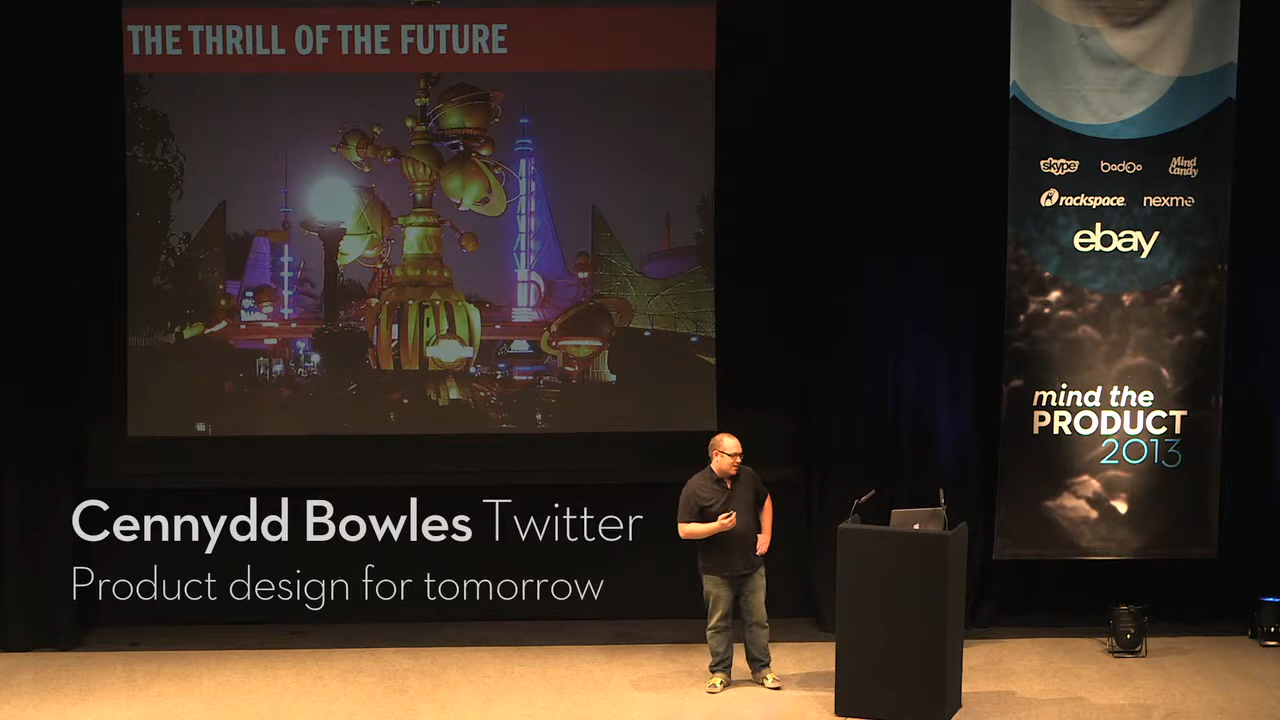 THE THRILL OF THE FUTURE
skype badoo Mind Candy
rackspace. nexmo
ebay
mind the
PRODUCT
2013
Cennydd Bowles Twitter
Product design for tomorrow